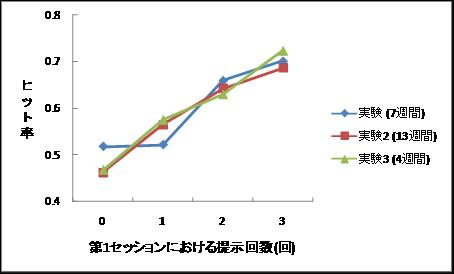 0.8
0.7
0.6
0.5
0.4
ヒット率
0 1 2 3
第1セッションにおける提示回数(回)
実験 (7週間)
実験2 (13週間)
実験3 (4週間)